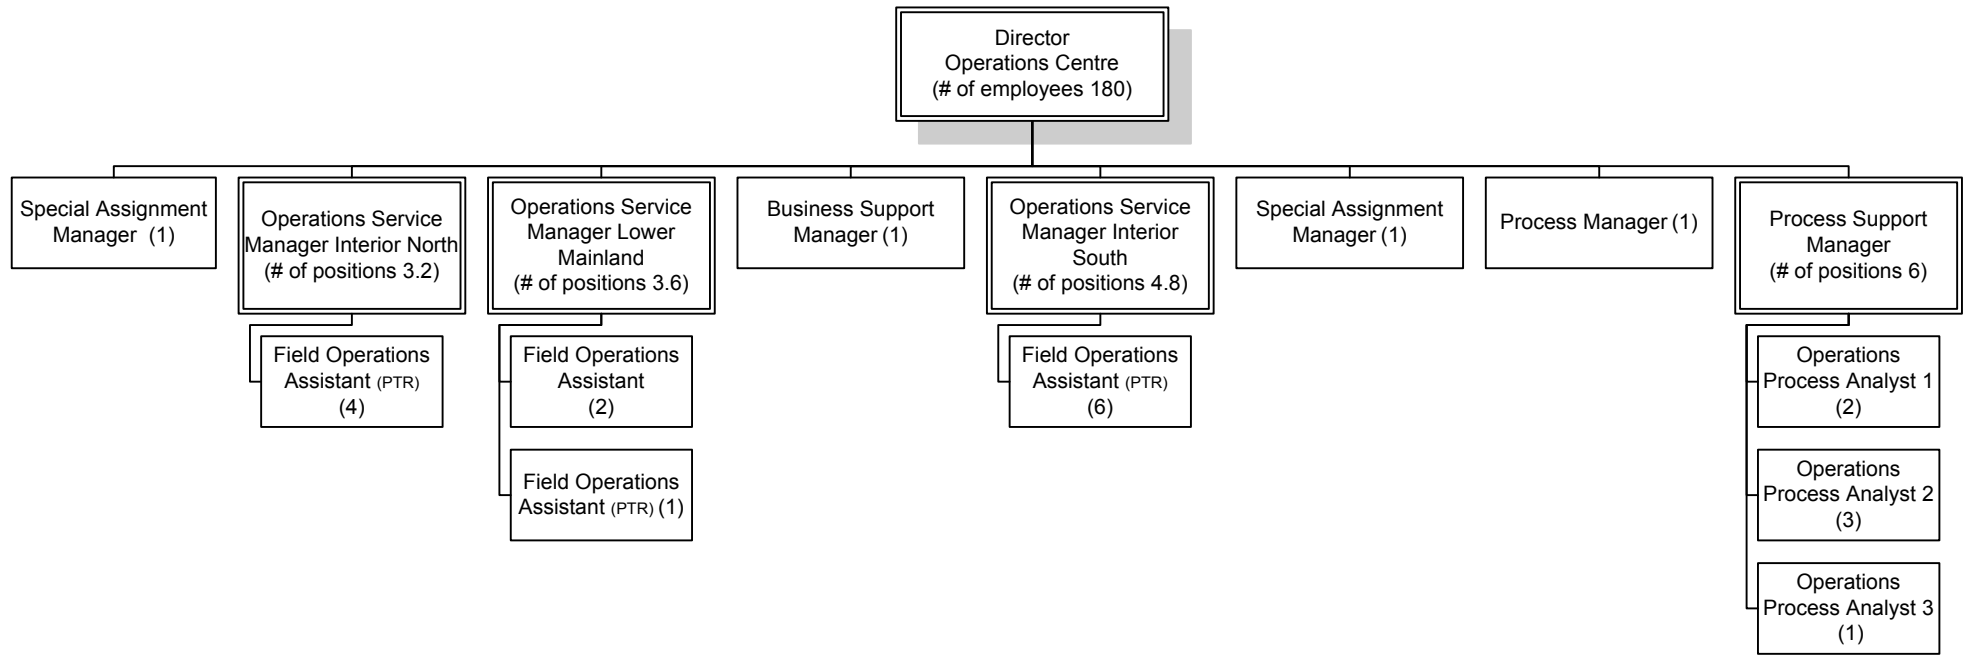 Director
Operations Centre
(# of employees 180)
Special Assignment
Manager (1)
Operations Service
Manager Interior North
(# of positions 3.2)
Operations Service
Manager Lower
Mainland
(# of positions 3.6)
Business Support
Manager (1)
Operations Service
Manager Interior
South
(# of positions 4.8)
Special Assignment
Manager (1)
Process Manager (1)
Process Support
Manager
(# of positions 6)
Field Operations
Assistant (PTR)
(4)
Field Operations
Assistant
(2)
Field Operations
Assistant (PTR) (1)
Field Operations
Assistant (PTR)
(6)
Operations
Process Analyst 1
(2)
Operations
Process Analyst 2
(3)
Operations
Process Analyst 3
(1)